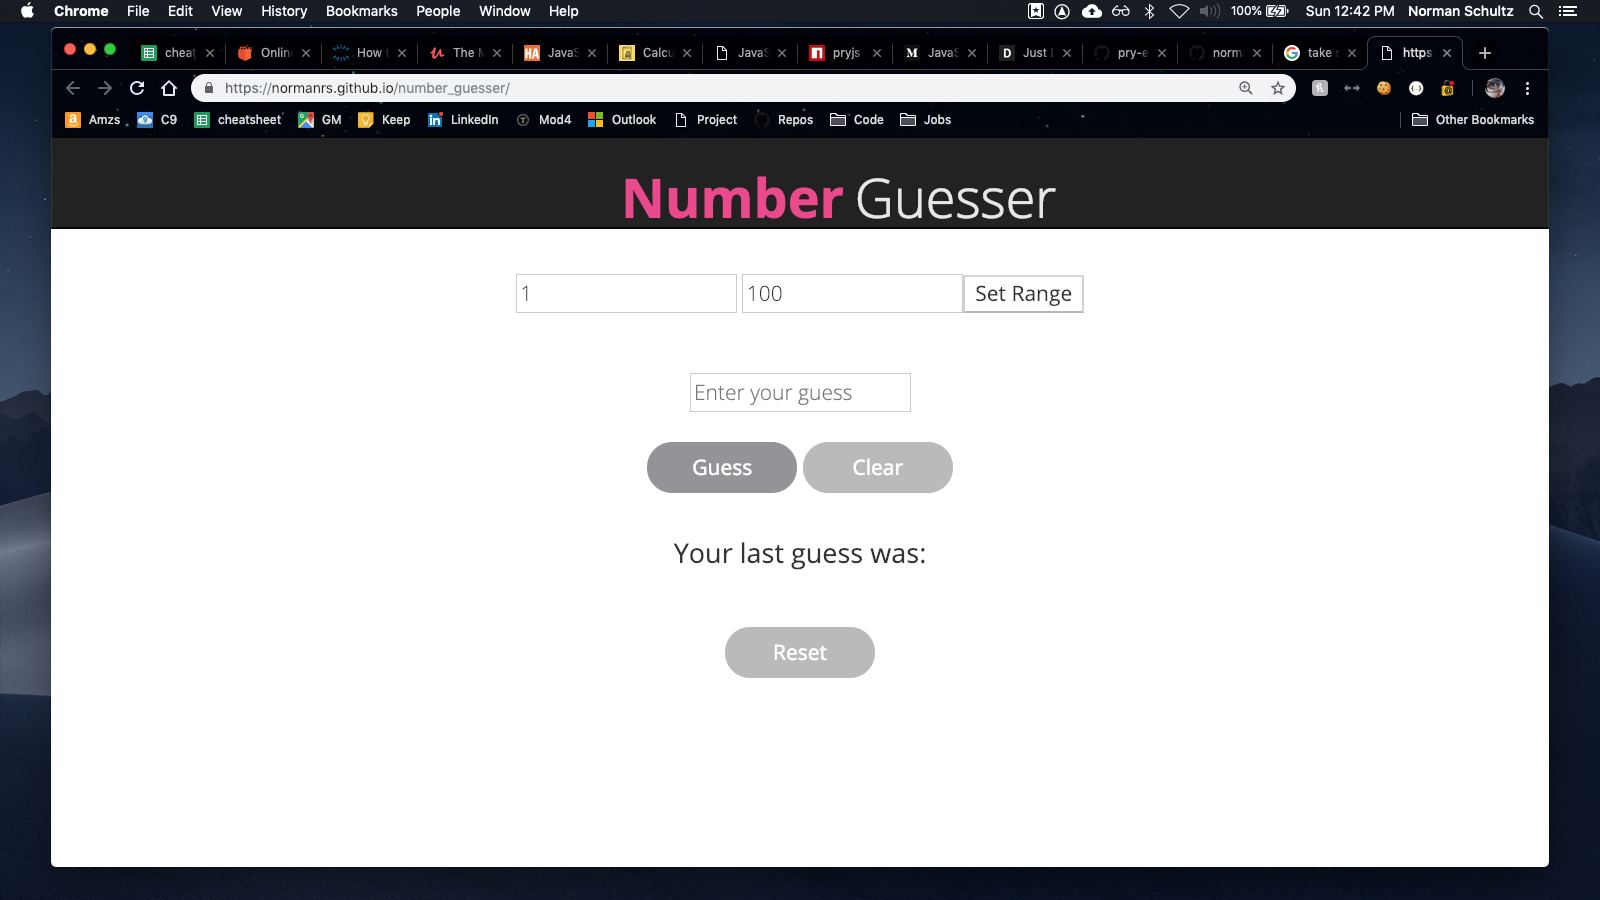 Chrome File Edit View History Bookmarks People Window Help 100% Sun 12:42 PM Norman Schultz
cheat Onlin How t The M JavaS Calcu JavaS pryjs JavaS Just D pry-e norm take s https
https://normanrs.github.io/number_guesser/
Amzs C9 cheatsheet GM Keep LinkedIn Mod4 Outlook Project Repos Code Jobs Other Bookmarks
Number Guesser
1 100 Set Range
Enter your guess
Guess Clear
Your last guess was:
Reset